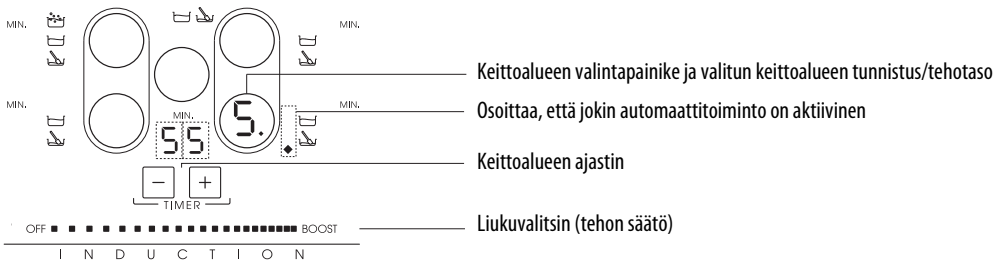 MIN.
MIN.
Keittoalueen valintapainike ja valitun keittoalueen tunnistus/tehotaso
MIN.
MIN.
Osoittaa, että jokin automaattitoiminto on aktiivinen
MIN.
5.
55
Keittoalueen ajastin
− +
TIMER
Liukuvalitsin (tehon säätö)
OFF BOOST
INDUCTION